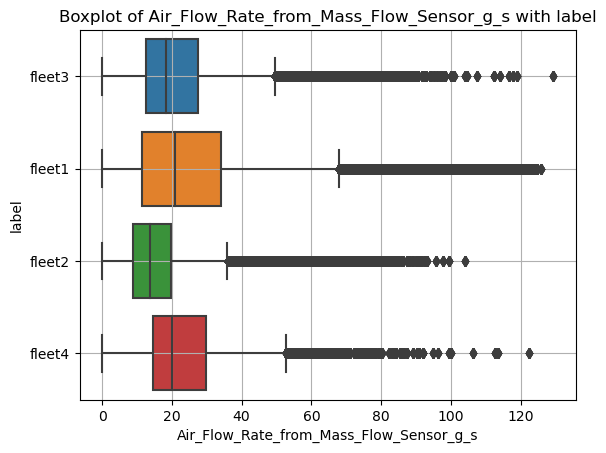 Boxplot of Air_Flow_Rate_from_Mass_Flow_Sensor_g_s with label
fleet3
fleet1
fleet2
fleet4
label
0 20 40 60 80 100 120
Air_Flow_Rate_from_Mass_Flow_Sensor_g_s